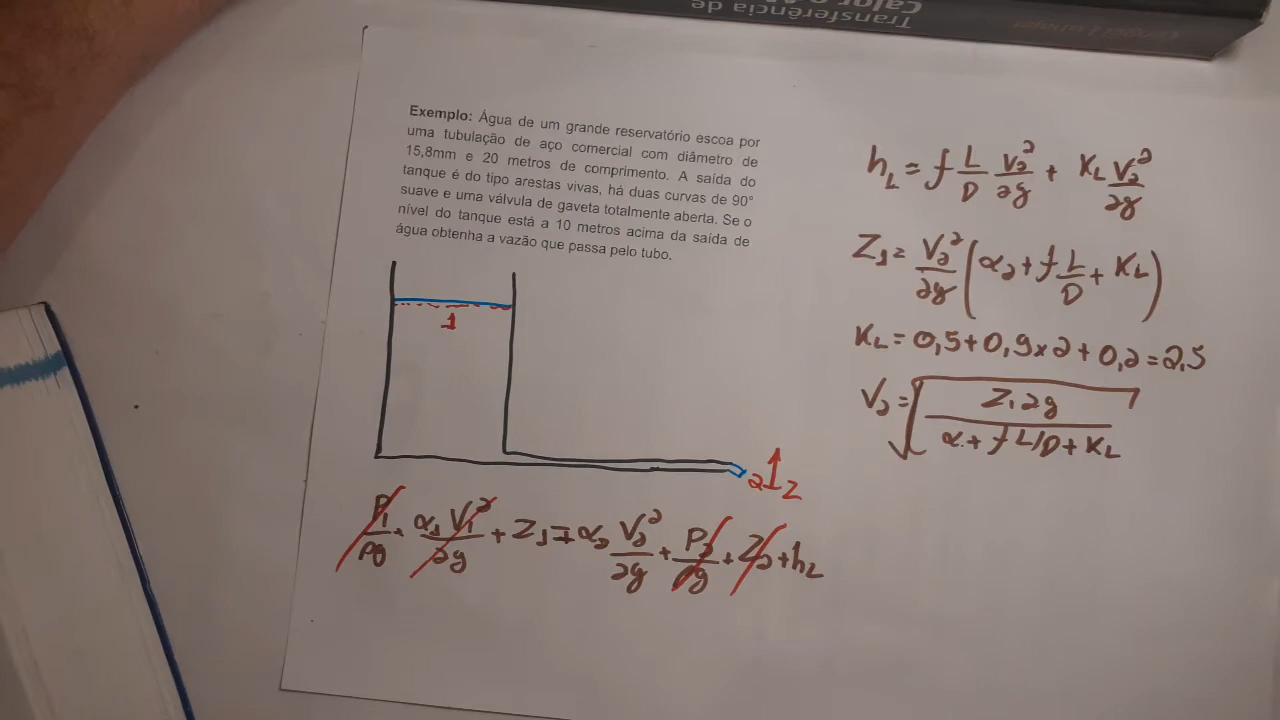 Transferência de
Calor
Exemplo: Água de um grande reservatório escoa por
uma tubulação de aço comercial com diâmetro de
15,8mm e 20 metros de comprimento. A saída do
tanque é do tipo arestas vivas, há duas curvas de 90°
suave e uma válvula de gaveta totalmente aberta. Se o
nível do tanque está a 10 metros acima da saída de
água obtenha a vazão que passa pelo tubo.
1
2 Z
P₁/ρg + α₁ V₁²/2g + Z₁ = α₂ V₂²/2g + P₂/ρg + Z₂ + hL
hL = f L/D V₂²/2g + KL V₂²/2g
Z₁ = V₂²/2g (α₂ + f L/D + KL)
KL = 0,5 + 0,9 x 2 + 0,2 = 2,5
V₂ = √(Z₁ 2g / α + f L/D + KL)